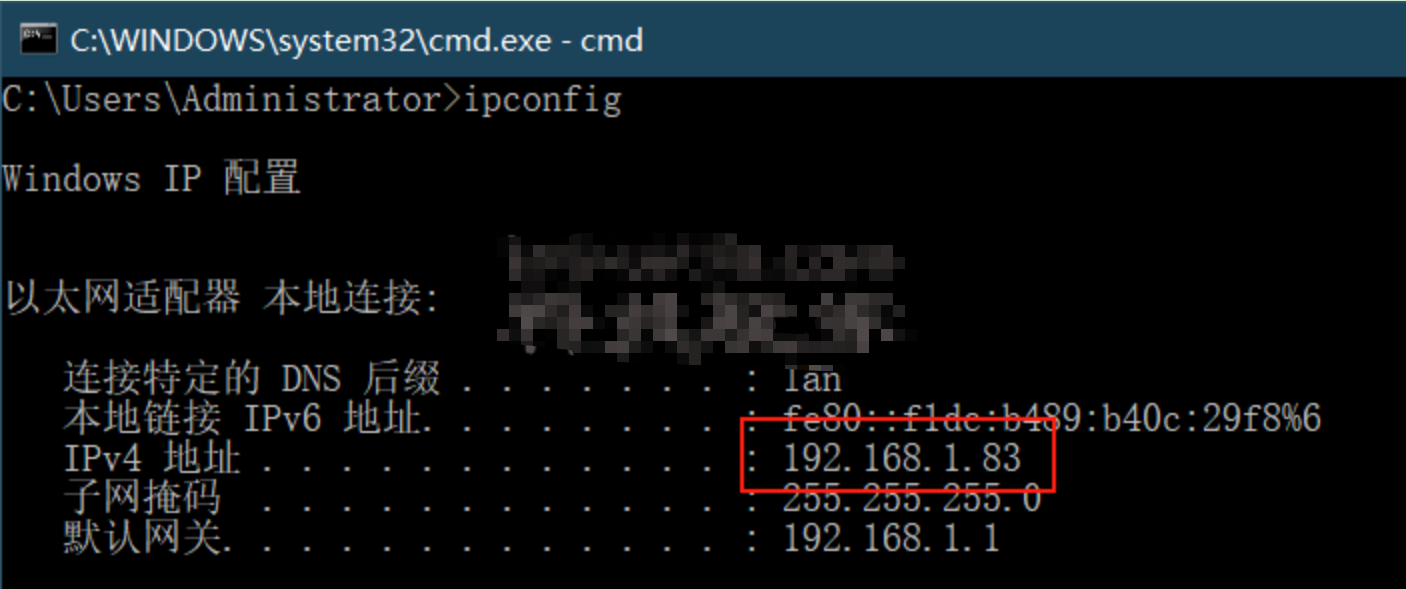 C:\WINDOWS\system32\cmd.exe - cmd
C:\Users\Administrator>ipconfig
Windows IP 配置
以太网适配器 本地连接:
连接特定的 DNS 后缀 . . . . . . . : lan
本地链接 IPv6 地址. . . . . . . . : fe80::f1dc:b489:b40c:29f8%6
IPv4 地址 . . . . . . . . . . . . : 192.168.1.83
子网掩码 . . . . . . . . . . . . : 255.255.255.0
默认网关. . . . . . . . . . . . . : 192.168.1.1